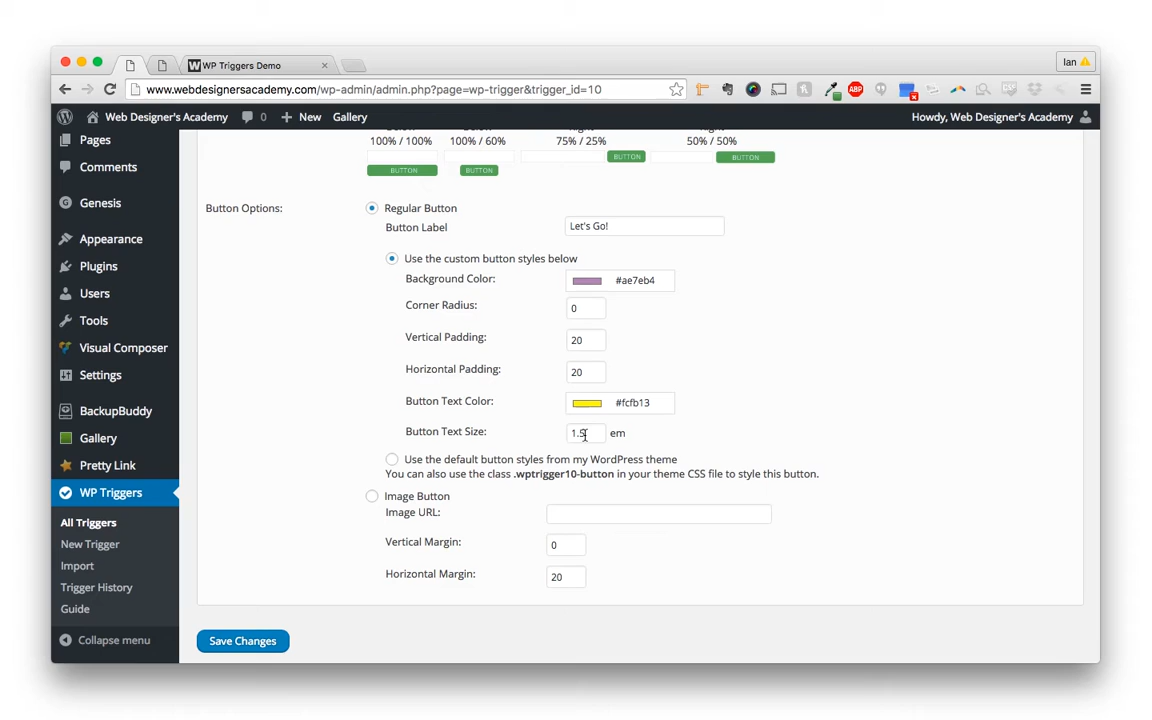 Ian
WP Triggers Demo
www.webdesignersacademy.com/wp-admin/admin.php?page=wp-trigger&trigger_id=10
Web Designer's Academy 0 New Gallery Howdy, Web Designer's Academy
Pages
Comments
Genesis
Appearance
Plugins
Users
Tools
Visual Composer
Settings
BackupBuddy
Gallery
Pretty Link
WP Triggers
All Triggers
New Trigger
Import
Trigger History
Guide
Collapse menu
100% / 100% 100% / 60% 75% / 25% 50% / 50%
BUTTON BUTTON
BUTTON BUTTON
Button Options: Regular Button
Button Label Let's Go!
Use the custom button styles below
Background Color: #ae7eb4
Corner Radius: 0
Vertical Padding: 20
Horizontal Padding: 20
Button Text Color: #fcfb13
Button Text Size: 1.5 em
Use the default button styles from my WordPress theme
You can also use the class .wptrigger10-button in your theme CSS file to style this button.
Image Button
Image URL:
Vertical Margin: 0
Horizontal Margin: 20
Save Changes